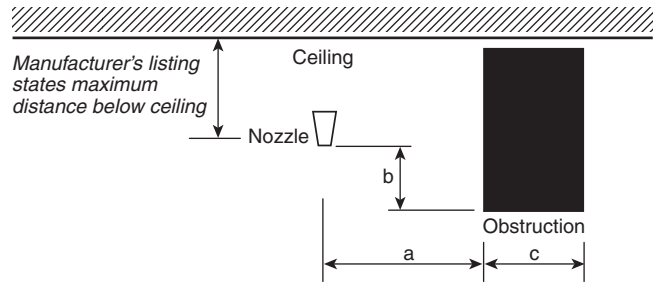 Manufacturer's listing
states maximum
distance below ceiling
Ceiling
Nozzle
b
Obstruction
a
c